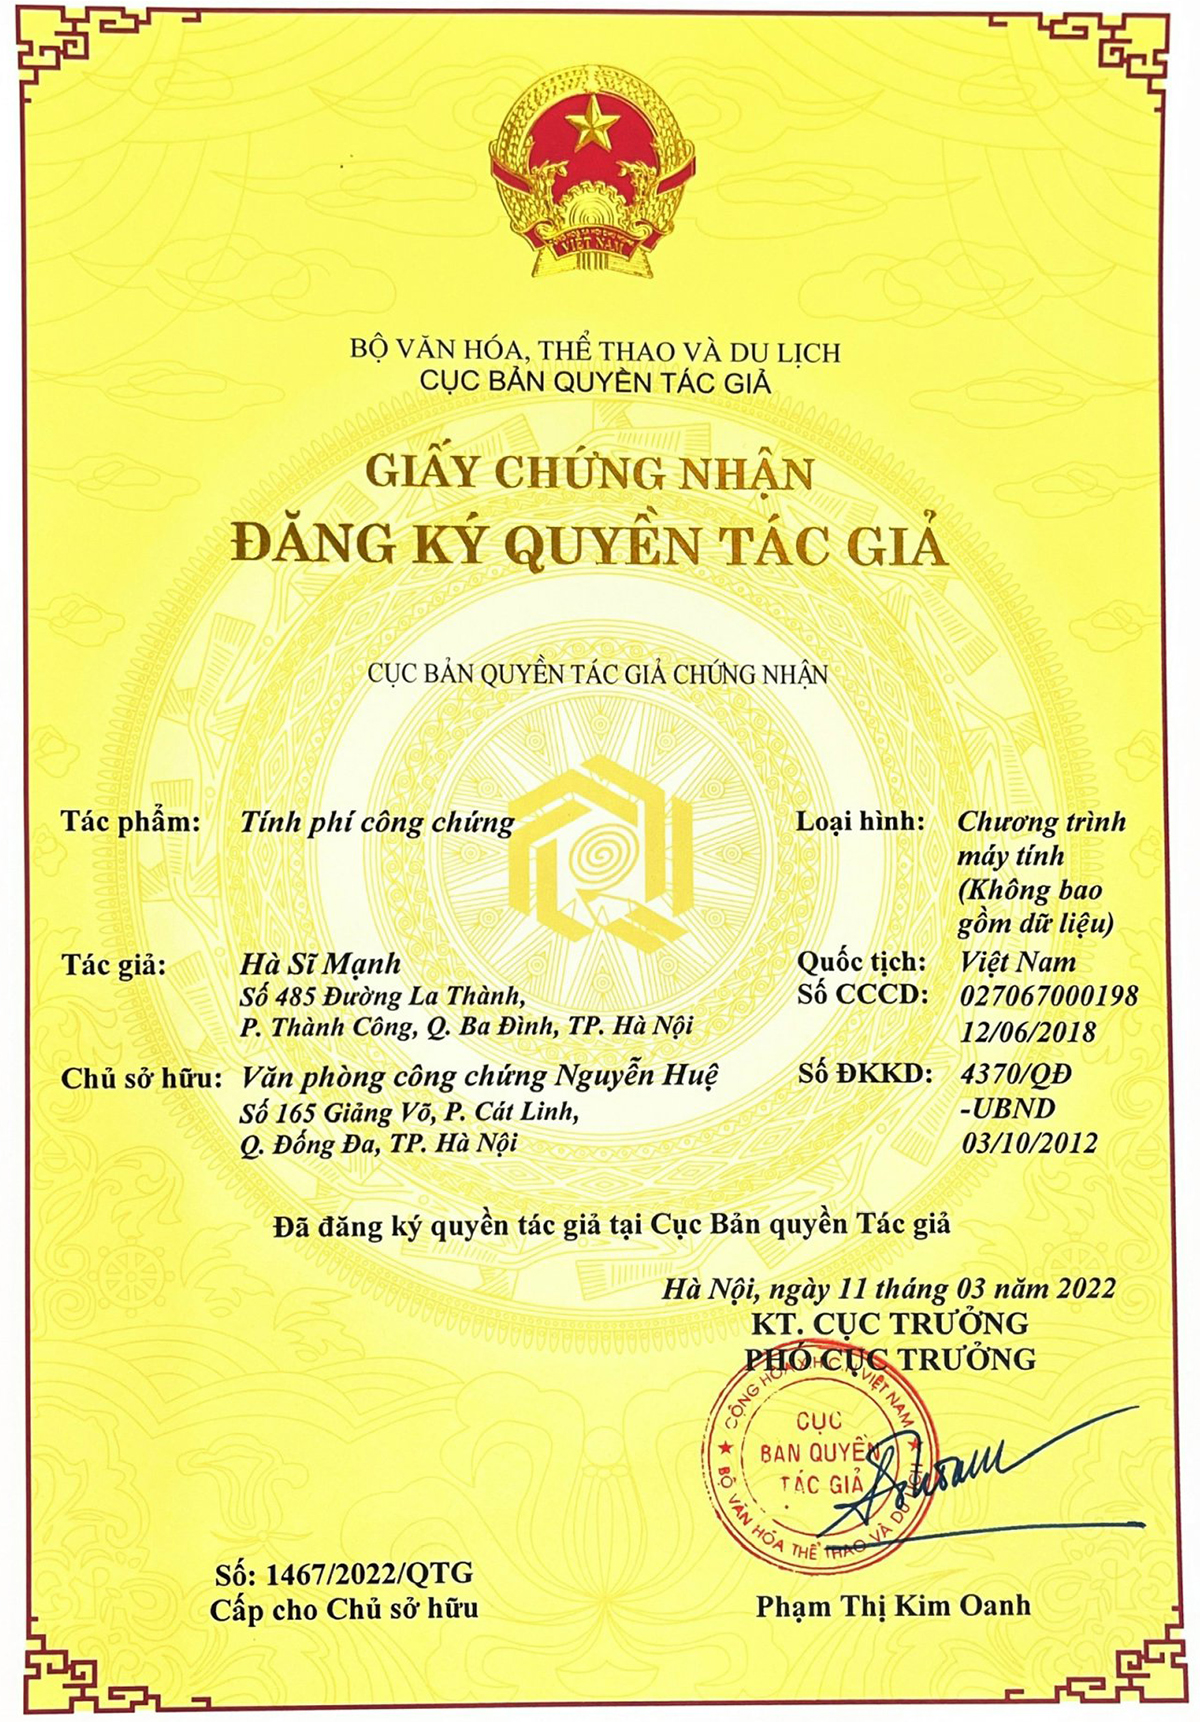 VIỆT NAM
BỘ VĂN HÓA, THỂ THAO VÀ DU LỊCH
CỤC BẢN QUYỀN TÁC GIẢ
GIẤY CHỨNG NHẬN
ĐĂNG KÝ QUYỀN TÁC GIẢ
CỤC BẢN QUYỀN TÁC GIẢ CHỨNG NHẬN
Tác phẩm: Tính phí công chứng
Loại hình: Chương trình
máy tính
(Không bao
gồm dữ liệu)
Tác giả: Hà Sĩ Mạnh
Số 485 Đường La Thành,
P. Thành Công, Q. Ba Đình, TP. Hà Nội
Quốc tịch: Việt Nam
Số CCCD: 027067000198
12/06/2018
Chủ sở hữu: Văn phòng công chứng Nguyễn Huệ
Số 165 Giảng Võ, P. Cát Linh,
Q. Đống Đa, TP. Hà Nội
Số ĐKKD: 4370/QĐ
-UBND
03/10/2012
Đã đăng ký quyền tác giả tại Cục Bản quyền Tác giả
Hà Nội, ngày 11 tháng 03 năm 2022
KT. CỤC TRƯỞNG
PHÓ CỤC TRƯỞNG
CỘNG HÒA X.H.C.N VIỆT NAM
CỤC
BẢN QUYỀN
TÁC GIẢ
BỘ VĂN HÓA THỂ THAO VÀ DU LỊCH
Số: 1467/2022/QTG
Cấp cho Chủ sở hữu
Phạm Thị Kim Oanh